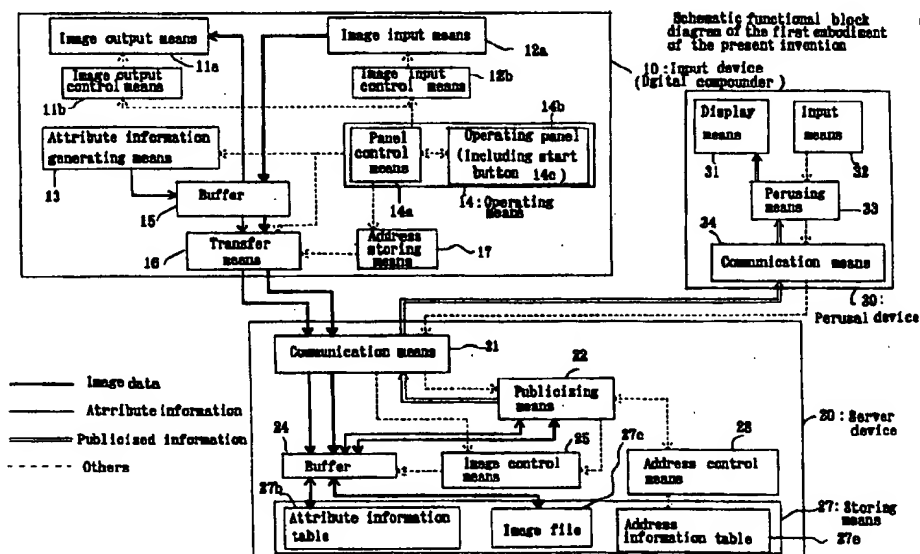 Schematic functional block
diagram of the first embodiment
of the present invention
Image output means
11a
Image input means
12a
Image output
control means
11b
Image input
control means
12b
10:Input device
(Dgital compounder)
Attribute information
generating means
13
Panel
control
means
14a
14b
Operating panel
(Including start
button 14c)
14:Operating
means
Buffer
15
Transfer
means
16
Address
storing means
17
Display
means
31
Input
means
32
Perusing
means
33
34
Communication means
30:
Perusal device
Communication means
21
22
Publicizing
means
20:Server
device
Image data
Atrribute information
Publicized information
Others
24
Buffer
25
Image control means
27c
28
Address control
means
27b
Attribute information
table
Image file
Address
information table
27:Storing
means
27e